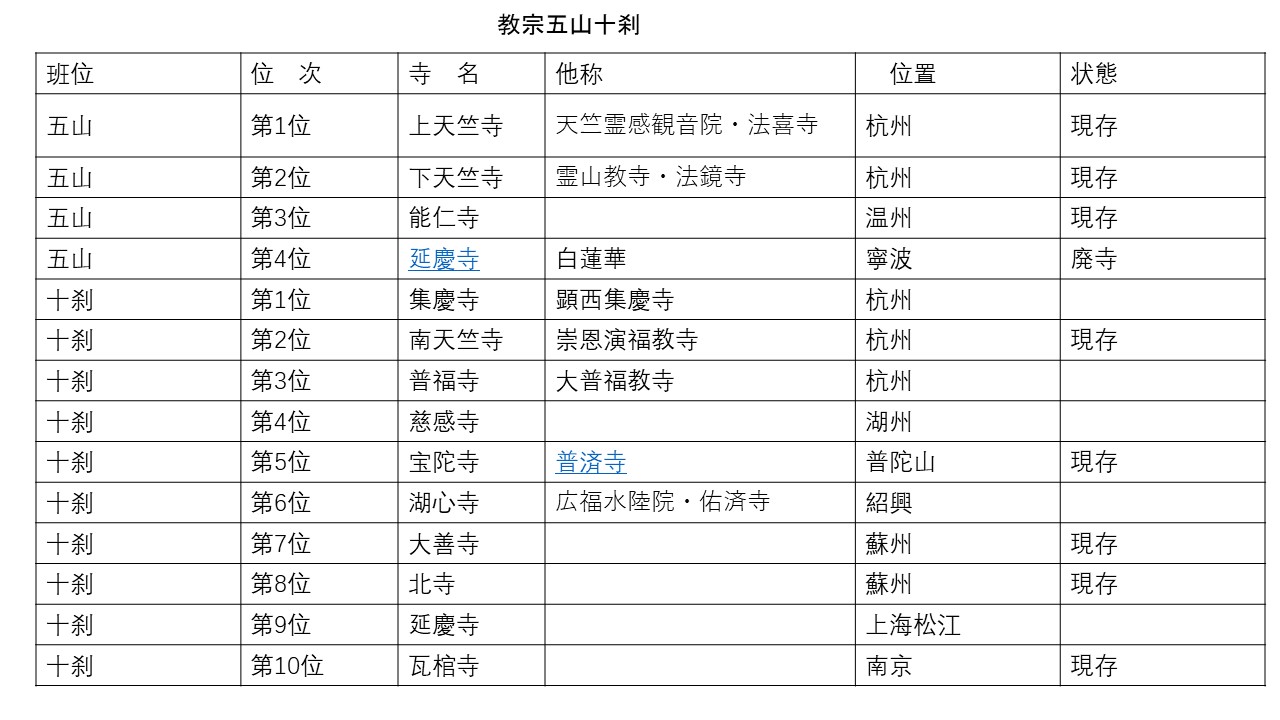 教宗五山十刹
班位 位　次 寺　名 他称 位置 状態
五山 第1位 上天竺寺 天竺霊感観音院・法喜寺 杭州 現存
五山 第2位 下天竺寺 霊山教寺・法鏡寺 杭州 現存
五山 第3位 能仁寺 温州 現存
五山 第4位 延慶寺 白蓮華 寧波 廃寺
十刹 第1位 集慶寺 顕西集慶寺 杭州
十刹 第2位 南天竺寺 崇恩演福教寺 杭州 現存
十刹 第3位 普福寺 大普福教寺 杭州
十刹 第4位 慈感寺 湖州
十刹 第5位 宝陀寺 普済寺 普陀山 現存
十刹 第6位 湖心寺 広福水陸院・佑済寺 紹興
十刹 第7位 大善寺 蘇州 現存
十刹 第8位 北寺 蘇州 現存
十刹 第9位 延慶寺 上海松江
十刹 第10位 瓦棺寺 南京 現存